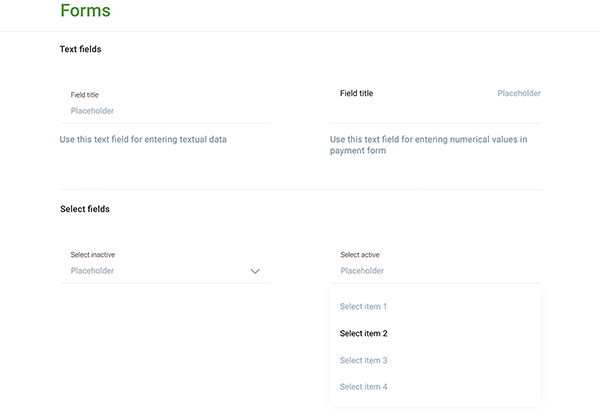 Forms
Text fields
Field title
Placeholder
Use this text field for entering textual data
Field title
Placeholder
Use this text field for entering numerical values in
payment form
Select fields
Select inactive
Placeholder
Select active
Placeholder
Select item 1
Select item 2
Select item 3
Select item 4